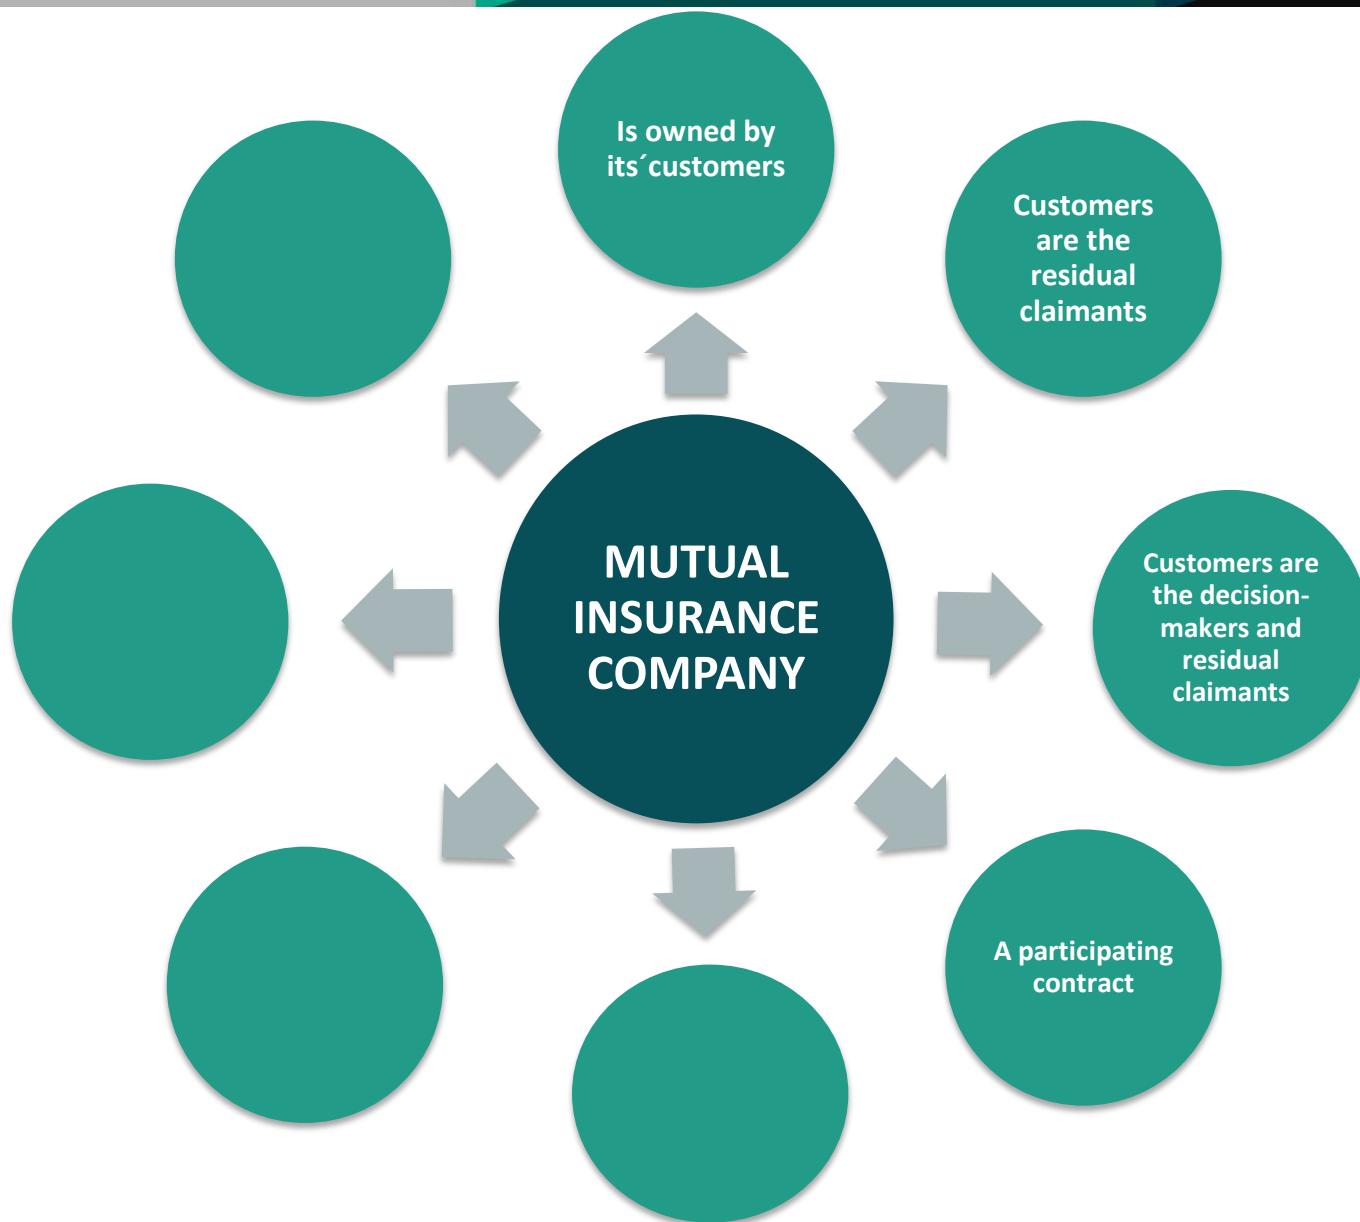 Is owned by
its´customers
Customers
are the
residual
claimants
MUTUAL
INSURANCE
COMPANY
Customers are
the decision-
makers and
residual
claimants
A participating
contract